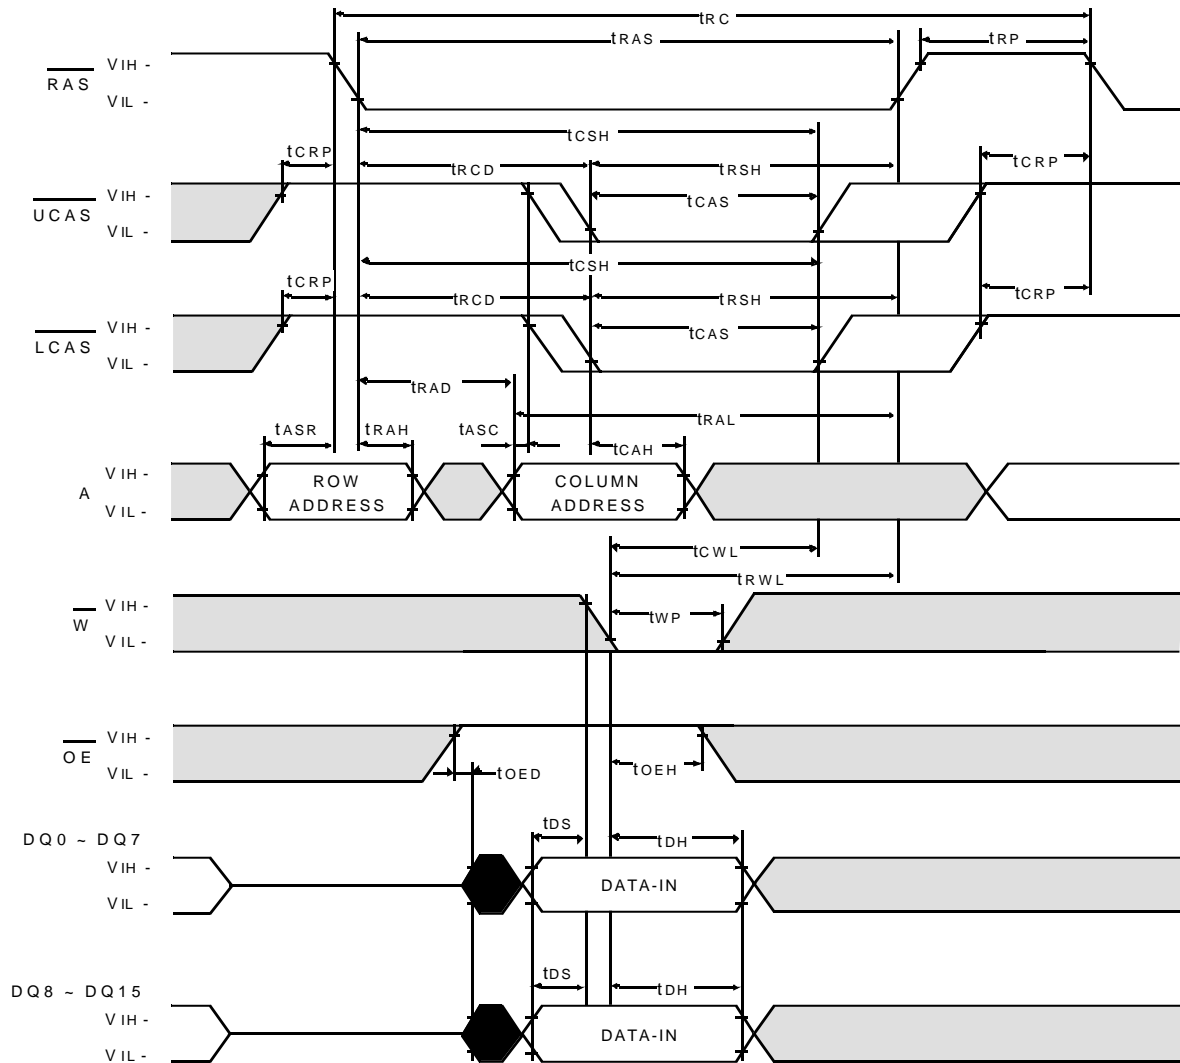 tRC
tRAS
tRP
RAS
VIH -
VIL -
tCSH
tCRP
tRCD
tRSH
tCRP
UCAS
VIH -
VIL -
tCAS
tCSH
tCRP
tRCD
tRSH
tCRP
LCAS
VIH -
VIL -
tCAS
tRAD
tRAL
tASR
tRAH
tASC
tCAH
A
VIH -
VIL -
ROW
ADDRESS
COLUMN
ADDRESS
tCWL
tRWL
W
VIH -
VIL -
tWP
OE
VIH -
VIL -
tOED
tOEH
DQ0 ~ DQ7
VIH -
VIL -
tDS
tDH
DATA-IN
DQ8 ~ DQ15
VIH -
VIL -
tDS
tDH
DATA-IN